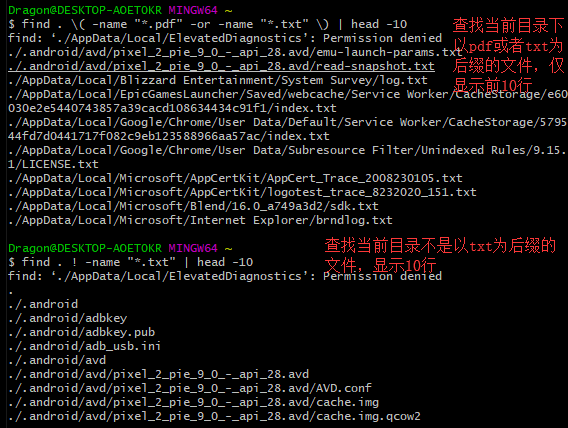 Dragon@DESKTOP-AOETOKR MINGW64 ~
$ find . \( -name "*.pdf" -or -name "*.txt" \) | head -10
查找当前目录下
以pdf或者txt为
后缀的文件，仅
显示前10行
find: ‘./AppData/Local/ElevatedDiagnostics’: Permission denied
./.android/avd/pixel_2_pie_9_0_-_api_28.avd/emu-launch-params.txt
./.android/avd/pixel_2_pie_9_0_-_api_28.avd/read-snapshot.txt
./AppData/Local/Blizzard Entertainment/System Survey/log.txt
./AppData/Local/EpicGamesLauncher/Saved/webcache/Service Worker/CacheStorage/e60
030e2e5440743857a39cacd108634434c91f1/index.txt
./AppData/Local/Google/Chrome/User Data/Default/Service Worker/CacheStorage/5795
44fd7d0441717f082c9eb123588966aa57ac/index.txt
./AppData/Local/Google/Chrome/User Data/Subresource Filter/Unindexed Rules/9.15.
1/LICENSE.txt
./AppData/Local/Microsoft/AppCertKit/AppCert_Trace_2008230105.txt
./AppData/Local/Microsoft/AppCertKit/logotest_trace_8232020_151.txt
./AppData/Local/Microsoft/Blend/16.0_a749a3d2/sdk.txt
./AppData/Local/Microsoft/Internet Explorer/brndlog.txt
Dragon@DESKTOP-AOETOKR MINGW64 ~
$ find . ! -name "*.txt" | head -10
查找当前目录不是以txt为后缀的
文件，显示10行
find: ‘./AppData/Local/ElevatedDiagnostics’: Permission denied
.
./.android
./.android/adbkey
./.android/adbkey.pub
./.android/adb_usb.ini
./.android/avd
./.android/avd/pixel_2_pie_9_0_-_api_28.avd
./.android/avd/pixel_2_pie_9_0_-_api_28.avd/AVD.conf
./.android/avd/pixel_2_pie_9_0_-_api_28.avd/cache.img
./.android/avd/pixel_2_pie_9_0_-_api_28.avd/cache.img.qcow2